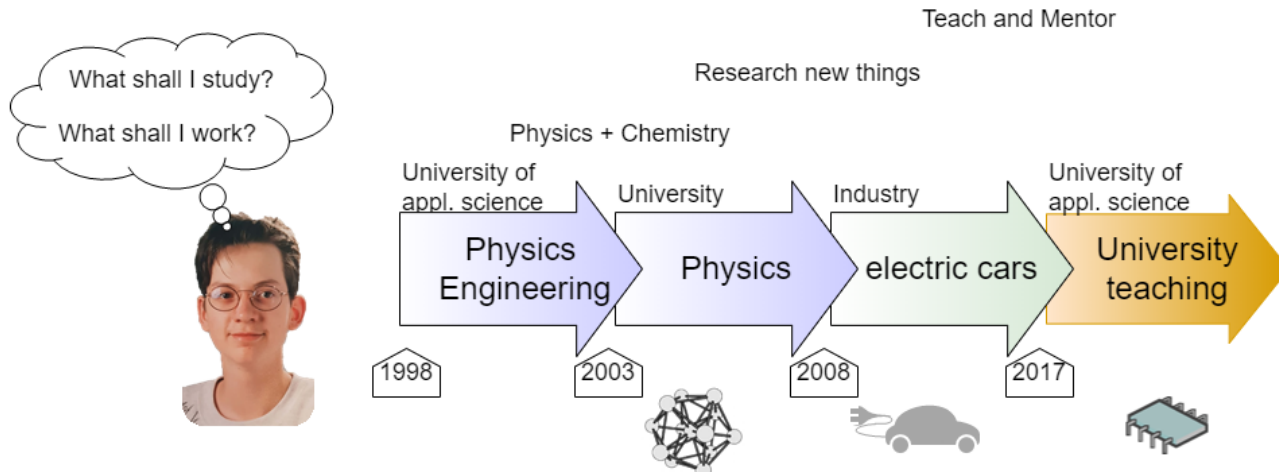 Teach and Mentor
What shall I study?
Research new things
What shall I work?
Physics + Chemistry
University of
appl. science
University
Industry
University of
appl. science
Physics
Engineering
Physics
electric cars
University
teaching
1998
2003
2008
2017